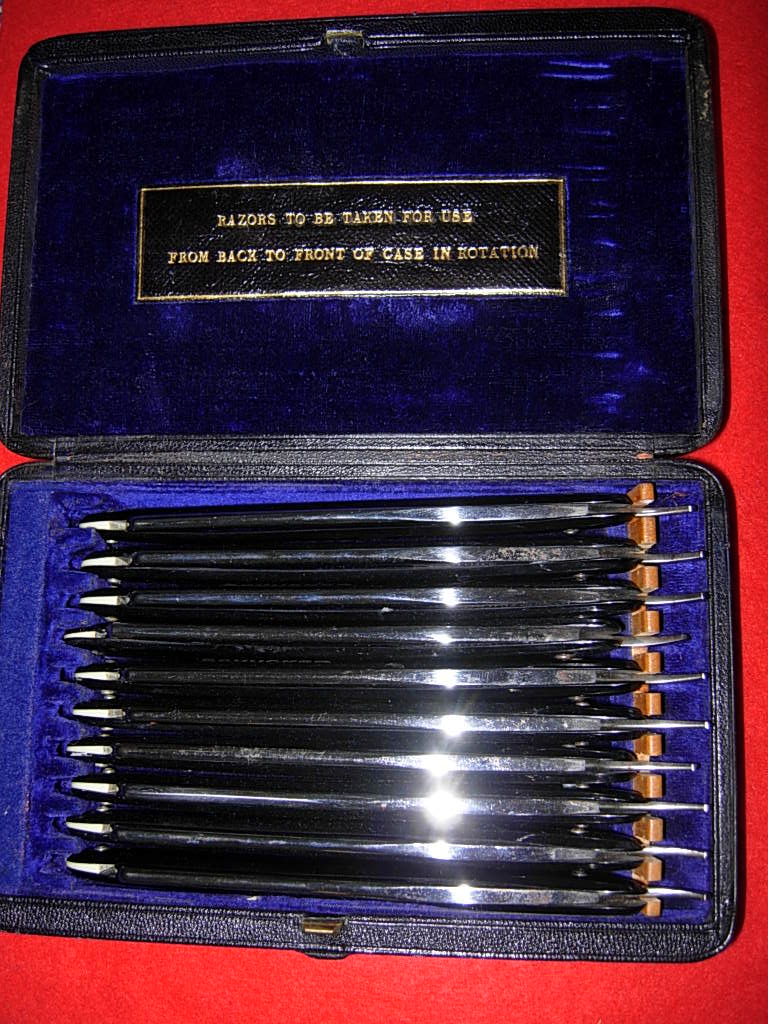 RAZORS TO BE TAKEN FOR USE
FROM BACK TO FRONT OF CASE IN ROTATION